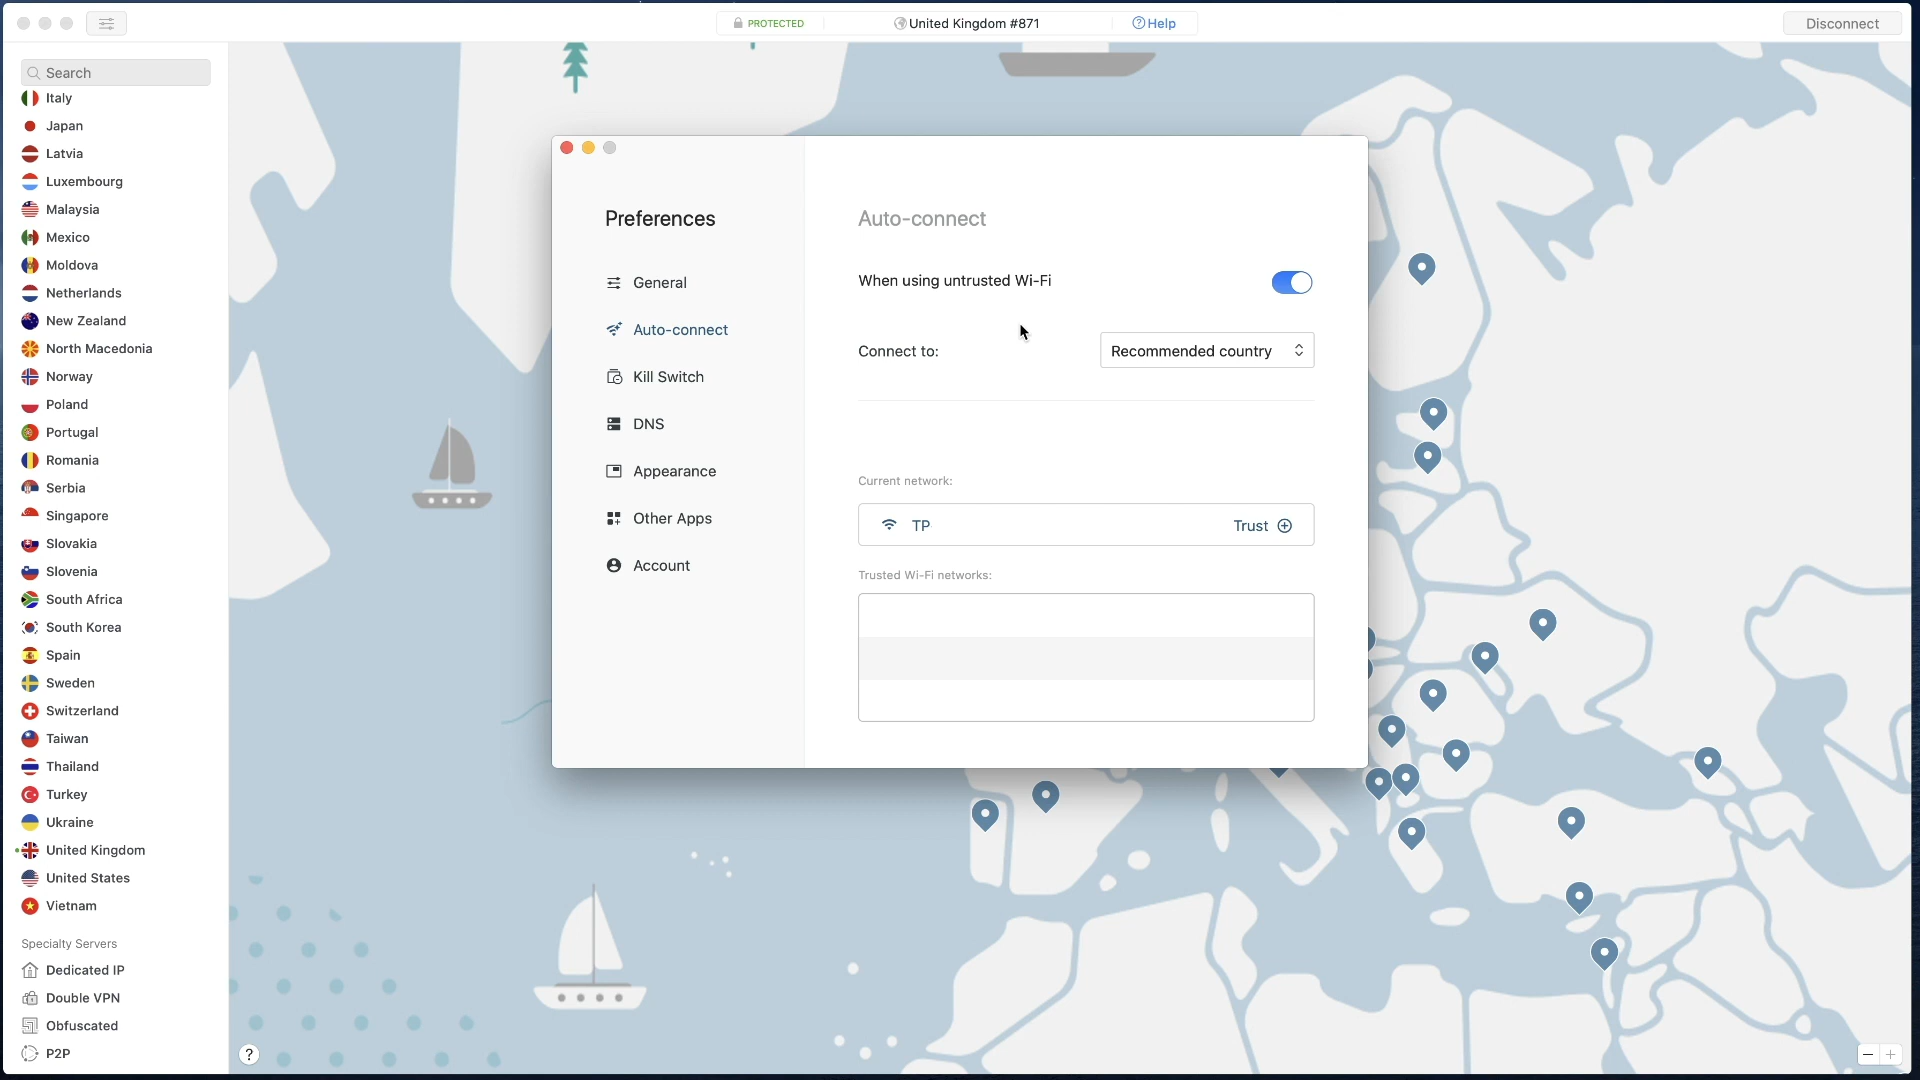 PROTECTED
United Kingdom #871
Help
Disconnect
Search
Italy
Japan
Latvia
Luxembourg
Malaysia
Mexico
Moldova
Netherlands
New Zealand
North Macedonia
Norway
Poland
Portugal
Romania
Serbia
Singapore
Slovakia
Slovenia
South Africa
South Korea
Spain
Sweden
Switzerland
Taiwan
Thailand
Turkey
Ukraine
United Kingdom
United States
Vietnam
Specialty Servers
Dedicated IP
Double VPN
Obfuscated
P2P
Preferences
General
Auto-connect
Kill Switch
DNS
Appearance
Other Apps
Account
Auto-connect
When using untrusted Wi-Fi
Connect to:
Recommended country
Current network:
TP
Trust
Trusted Wi-Fi networks:
?